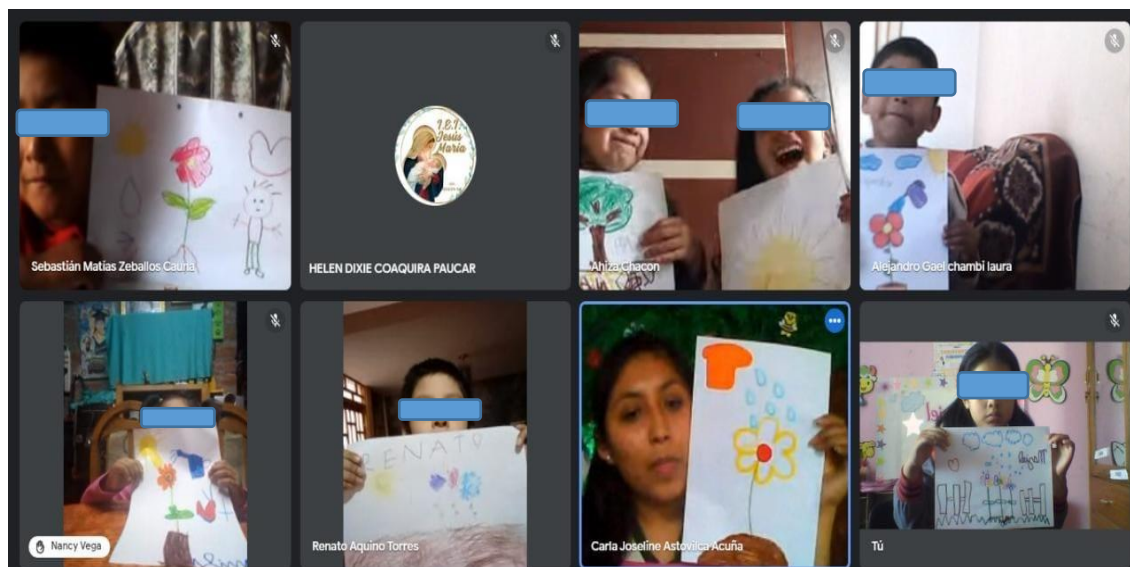 Sebastián Matías Zeballos Cauna
I.E.I.
Jesús
María
HELEN DIXIE COAQUIRA PAUCAR
Ahiza Chacon
Alejandro Gael chambi laura
Nancy Vega
RENATO
Renato Aquino Torres
Carla Joseline Astovilca Acuña
Tú